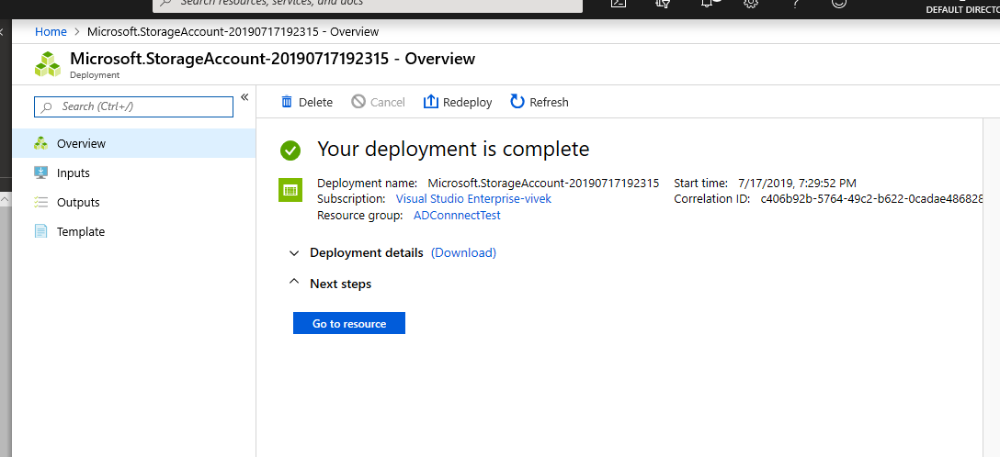 Search resources, services, and docs
DEFAULT DIRECTO
Home > Microsoft.StorageAccount-20190717192315 - Overview
Microsoft.StorageAccount-20190717192315 - Overview
Deployment
Search (Ctrl+/)
«
Delete Cancel Redeploy Refresh
Overview
Inputs
Outputs
Template
Your deployment is complete
Deployment name: Microsoft.StorageAccount-20190717192315 Start time: 7/17/2019, 7:29:52 PM
Subscription: Visual Studio Enterprise-vivek Correlation ID: c406b92b-5764-49c2-b622-0cadae486828
Resource group: ADConnnectTest
Deployment details (Download)
Next steps
Go to resource